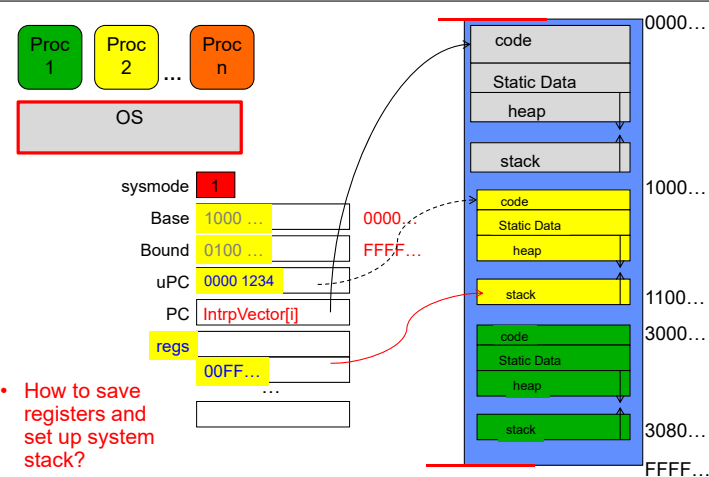 Proc
1
Proc
2
...
Proc
n
OS
sysmode 1
Base 1000 ... 0000...
Bound 0100 ... FFFF...
uPC 0000 1234
PC IntrpVector[i]
regs
00FF...
...
• How to save
registers and
set up system
stack?
0000...
code
Static Data
heap
stack
1000...
code
Static Data
heap
stack
1100...
3000...
code
Static Data
heap
stack
3080...
FFFF...